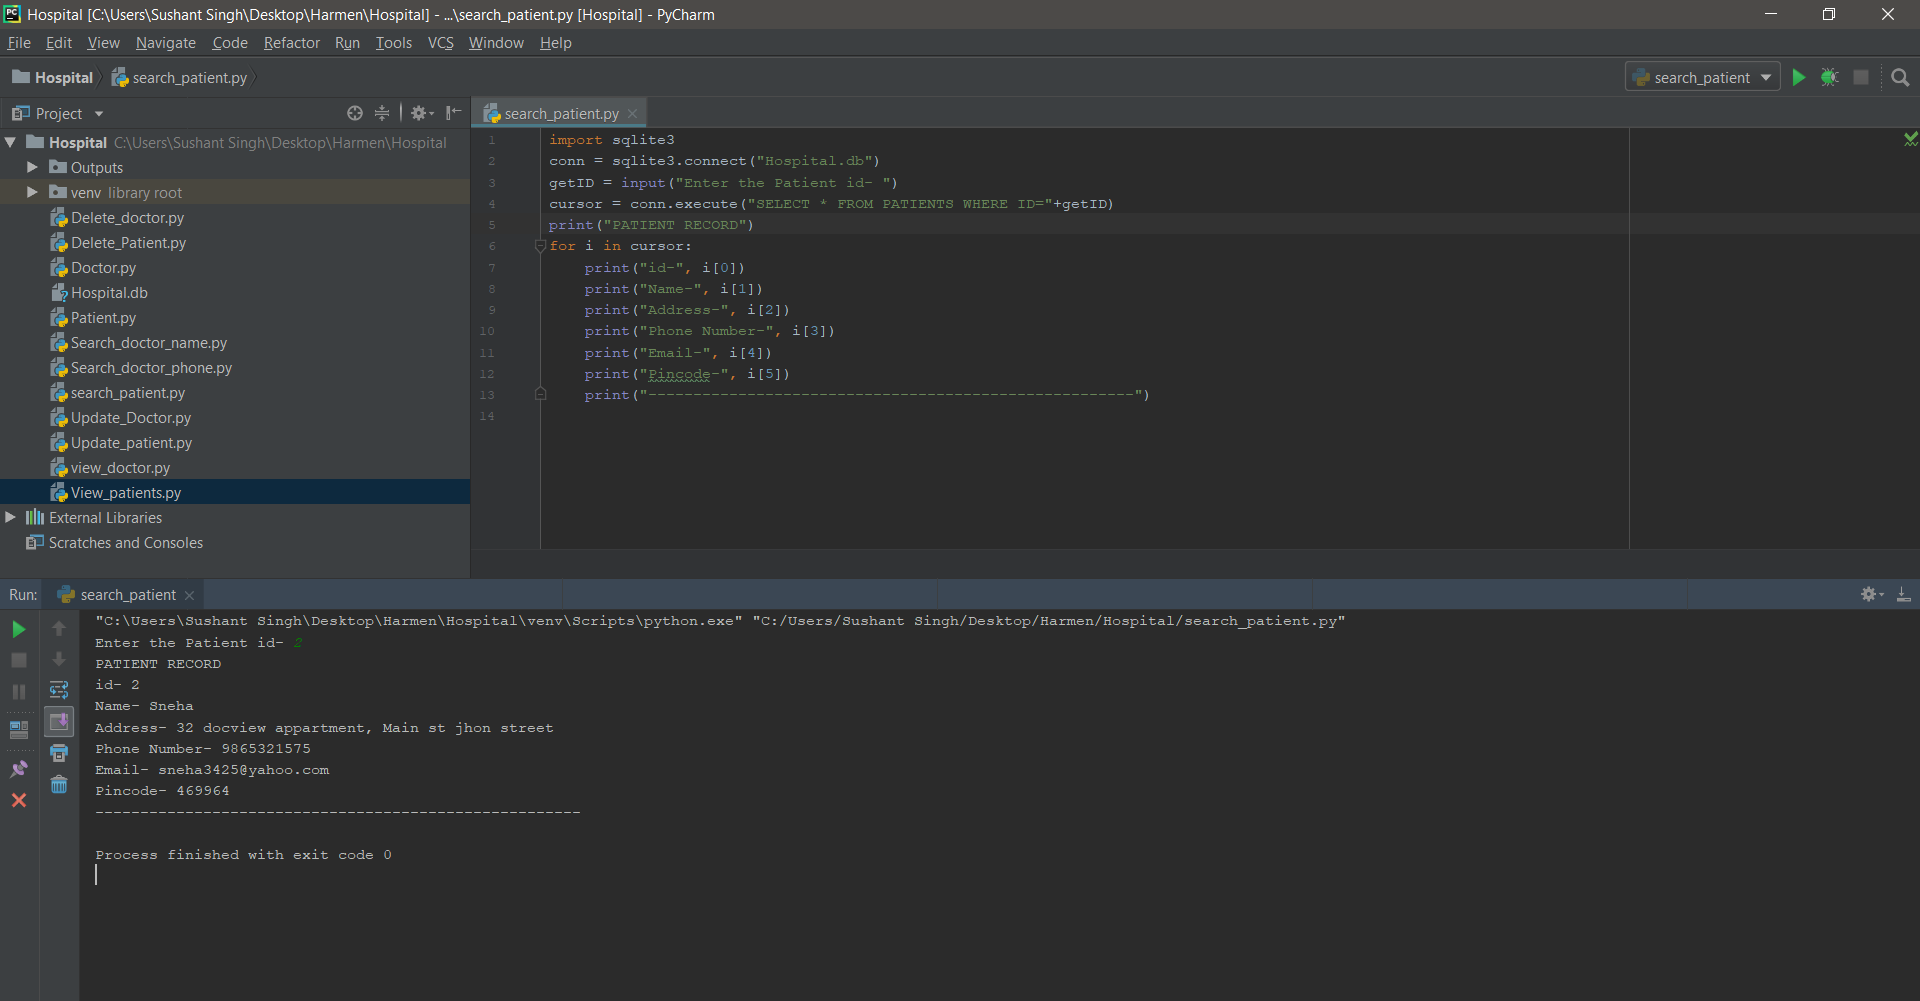 Hospital [C:\Users\Sushant Singh\Desktop\Harmen\Hospital] - ...\search_patient.py [Hospital] - PyCharm
File Edit View Navigate Code Refactor Run Tools VCS Window Help
Hospital search_patient.py
search_patient
Project
search_patient.py
Hospital C:\Users\Sushant Singh\Desktop\Harmen\Hospital
Outputs
venv library root
Delete_doctor.py
Delete_Patient.py
Doctor.py
Hospital.db
Patient.py
Search_doctor_name.py
Search_doctor_phone.py
search_patient.py
Update_Doctor.py
Update_patient.py
view_doctor.py
View_patients.py
External Libraries
Scratches and Consoles
1 import sqlite3
2 conn = sqlite3.connect("Hospital.db")
3 getID = input("Enter the Patient id- ")
4 cursor = conn.execute("SELECT * FROM PATIENTS WHERE ID="+getID)
5 print("PATIENT RECORD")
6 for i in cursor:
7 print("id-", i[0])
8 print("Name-", i[1])
9 print("Address-", i[2])
10 print("Phone Number-", i[3])
11 print("Email-", i[4])
12 print("Pincode-", i[5])
13 print("------------------------------------------------------")
14
Run: search_patient
"C:\Users\Sushant Singh\Desktop\Harmen\Hospital\venv\Scripts\python.exe" "C:/Users/Sushant Singh/Desktop/Harmen/Hospital/search_patient.py"
Enter the Patient id- 2
PATIENT RECORD
id- 2
Name- Sneha
Address- 32 docview appartment, Main st jhon street
Phone Number- 9865321575
Email- sneha3425@yahoo.com
Pincode- 469964
------------------------------------------------------
Process finished with exit code 0